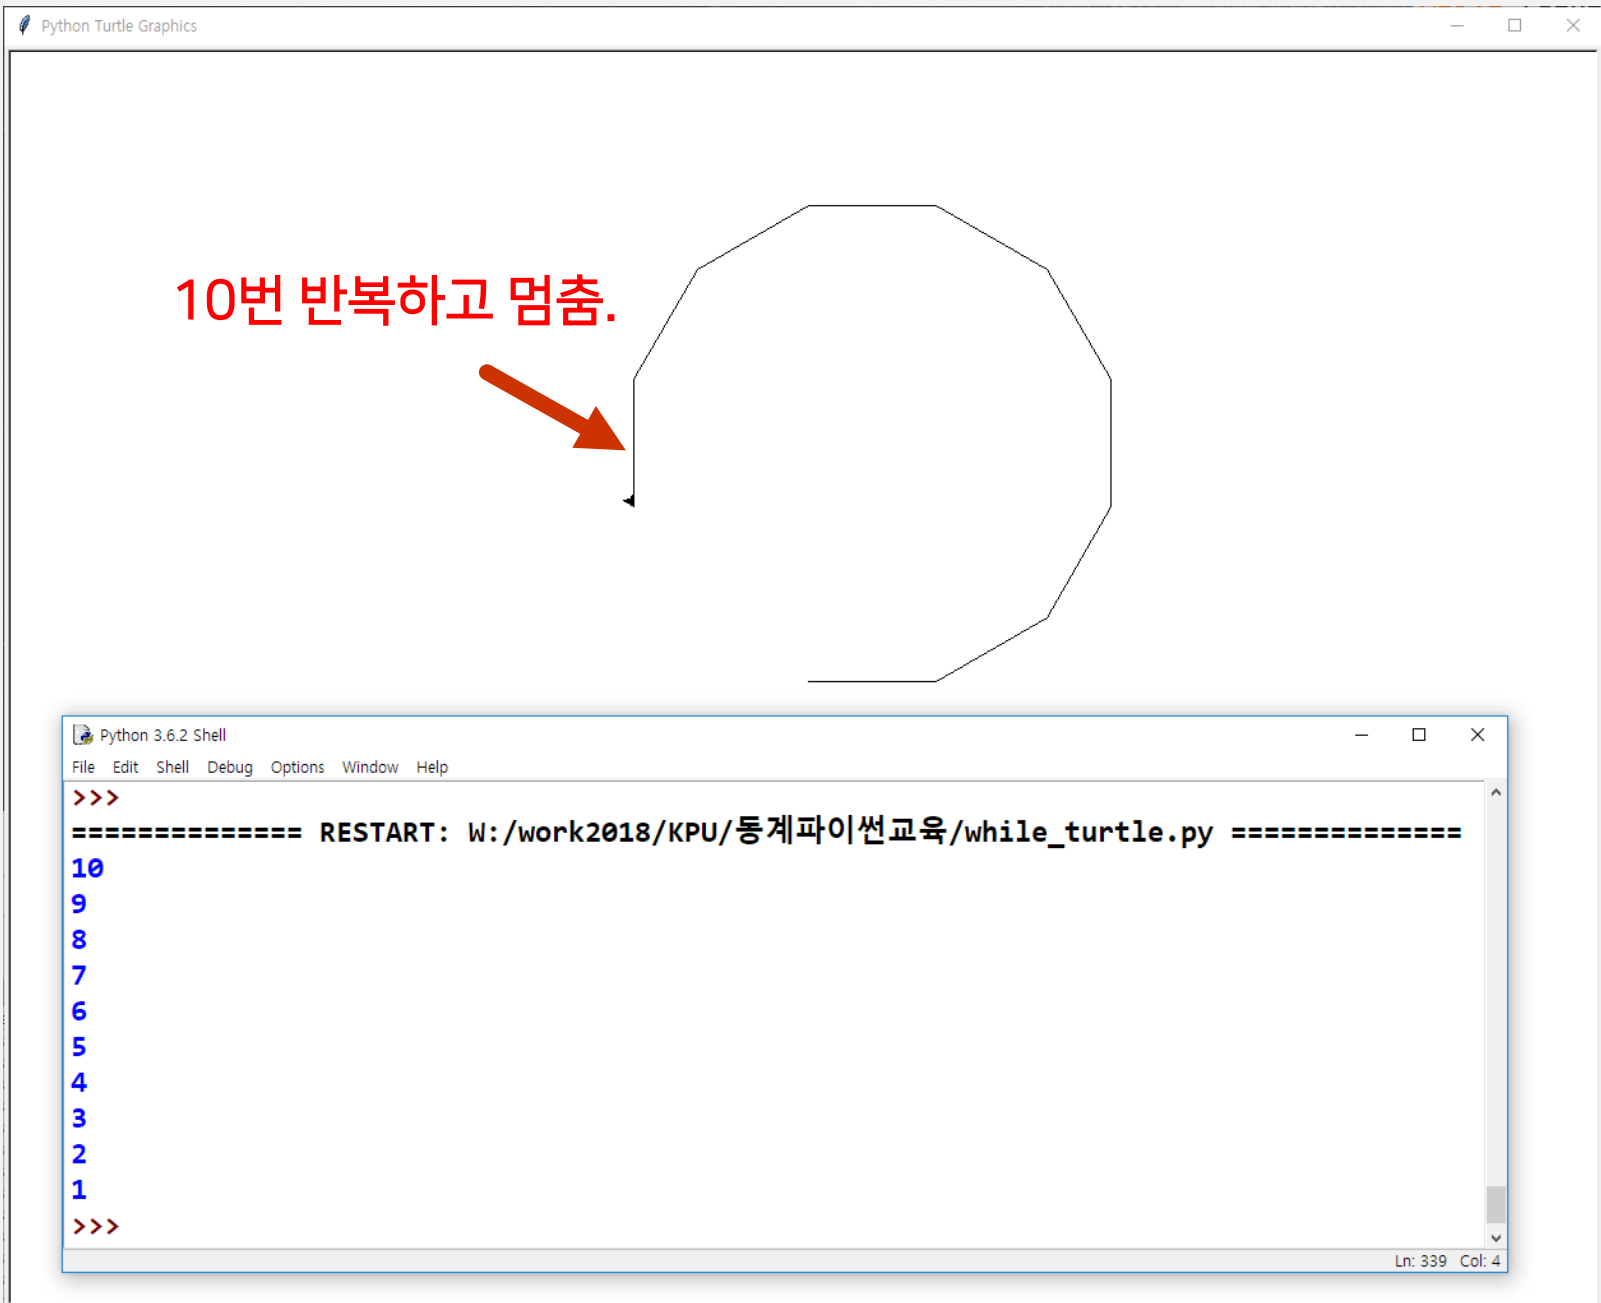 Python Turtle Graphics
10번 반복하고 멈춤.
Python 3.6.2 Shell
File Edit Shell Debug Options Window Help
>>>
============== RESTART: W:/work2018/KPU/동계파이썬교육/while_turtle.py ==============
10
9
8
7
6
5
4
3
2
1
>>>
Ln: 339 Col: 4